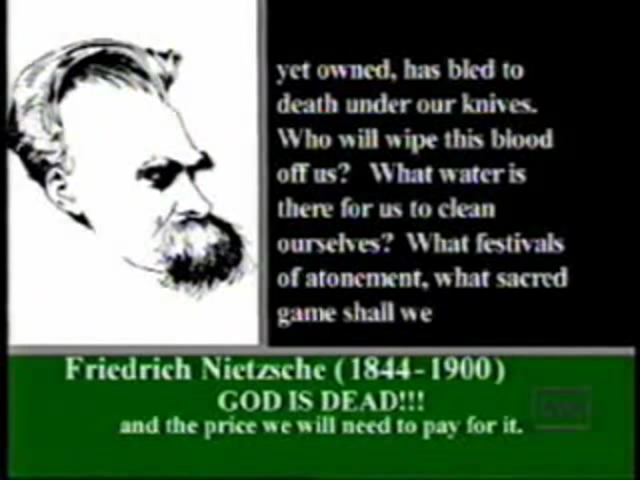 yet owned, has bled to
death under our knives.
Who will wipe this blood
off us? What water is
there for us to clean
ourselves? What festivals
of atonement, what sacred
game shall we
Friedrich Nietzsche (1844-1900)
GOD IS DEAD!!!
and the price we will need to pay for it.